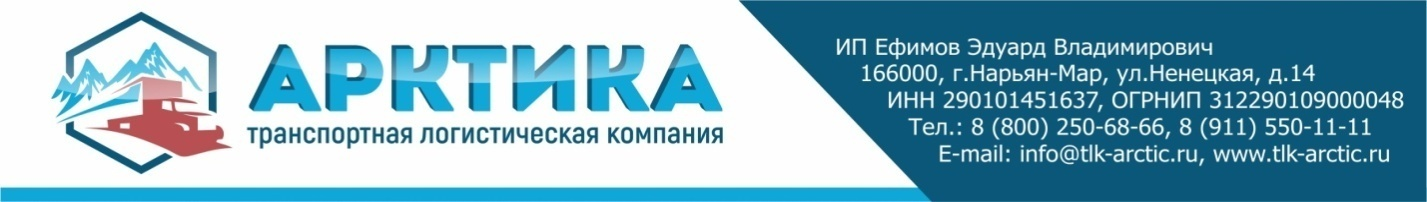 АРКТИКА
транспортная логистическая компания
ИП Ефимов Эдуард Владимирович
166000, г.Нарьян-Мар, ул.Ненецкая, д.14
ИНН 290101451637, ОГРНИП 312290109000048
Тел.: 8 (800) 250-68-66, 8 (911) 550-11-11
E-mail: info@tlk-arctic.ru, www.tlk-arctic.ru